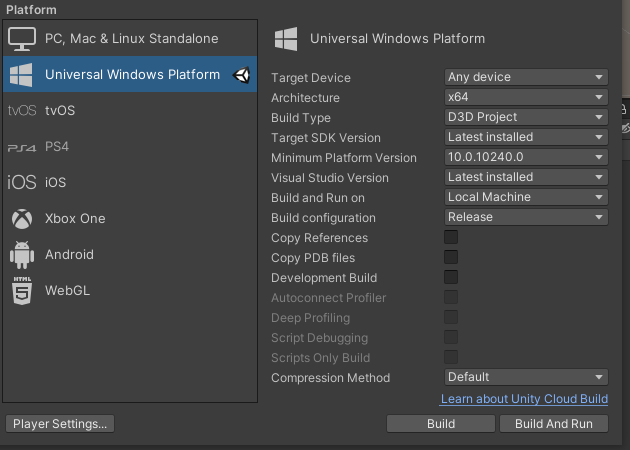 Platform
PC, Mac & Linux Standalone
Universal Windows Platform
tvOS tvOS
PS4 PS4
iOS iOS
Xbox One
Android
HTML 5 WebGL
Universal Windows Platform
Target Device Any device
Architecture x64
Build Type D3D Project
Target SDK Version Latest installed
Minimum Platform Version 10.0.10240.0
Visual Studio Version Latest installed
Build and Run on Local Machine
Build configuration Release
Copy References
Copy PDB files
Development Build
Autoconnect Profiler
Deep Profiling
Script Debugging
Scripts Only Build
Compression Method Default
Learn about Unity Cloud Build
Player Settings... Build Build And Run